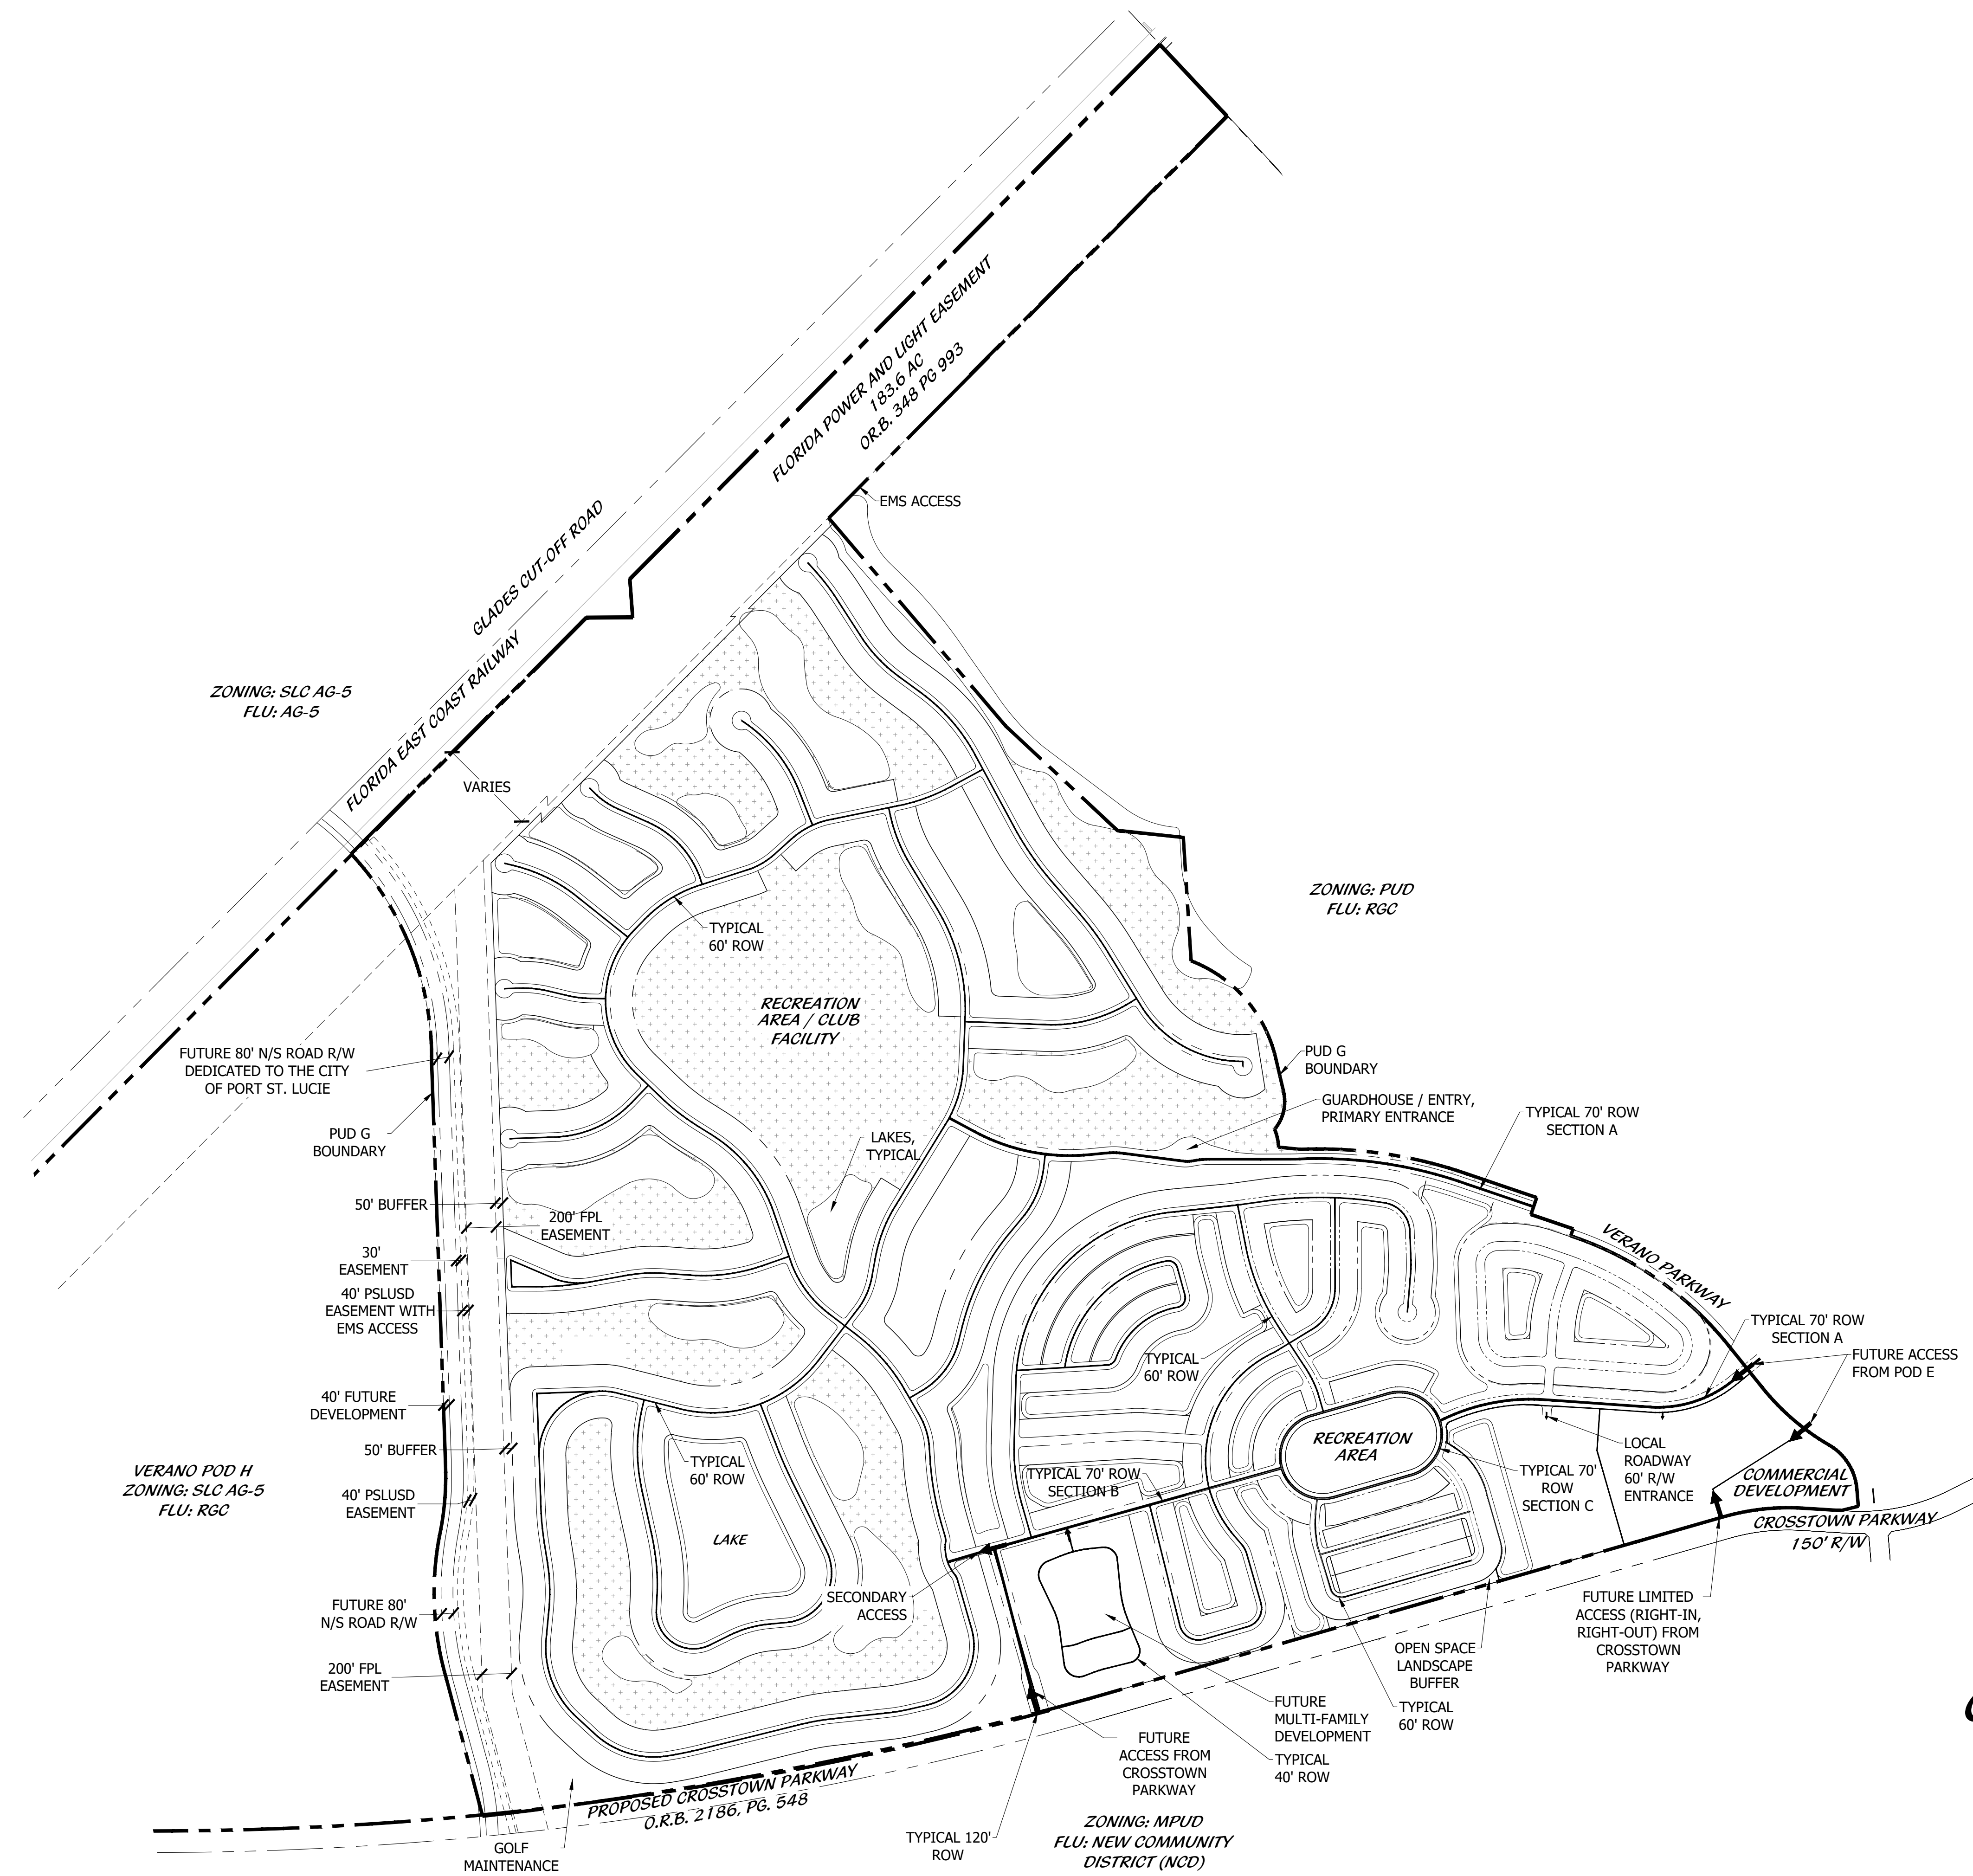 FLORIDA POWER AND LIGHT EASEMENT
183.6 AC
OR.B. 348 PG 993
EMS ACCESS
GLADES CUT-OFF ROAD
FLORIDA EAST COAST RAILWAY
ZONING: SLC AG-5
FLU: AG-5
VARIES
ZONING: PUD
FLU: RGC
TYPICAL
60' ROW
RECREATION
AREA / CLUB
FACILITY
FUTURE 80' N/S ROAD R/W
DEDICATED TO THE CITY
OF PORT ST. LUCIE
PUD G
BOUNDARY
PUD G
BOUNDARY
GUARDHOUSE / ENTRY,
PRIMARY ENTRANCE
TYPICAL 70' ROW
SECTION A
LAKES,
TYPICAL
50' BUFFER
200' FPL
EASEMENT
30'
EASEMENT
40' PSLUSD
EASEMENT WITH
EMS ACCESS
VERANO PARKWAY
TYPICAL 70' ROW
SECTION A
FUTURE ACCESS
FROM POD E
TYPICAL
60' ROW
40' FUTURE
DEVELOPMENT
50' BUFFER
TYPICAL
60' ROW
RECREATION
AREA
LOCAL
ROADWAY
60' R/W
ENTRANCE
TYPICAL 70'
ROW
SECTION C
COMMERCIAL
DEVELOPMENT
TYPICAL 70' ROW
SECTION B
VERANO POD H
ZONING: SLC AG-5
FLU: RGC
40' PSLUSD
EASEMENT
LAKE
CROSSTOWN PARKWAY
150' R/W
SECONDARY
ACCESS
FUTURE 80'
N/S ROAD R/W
FUTURE LIMITED
ACCESS (RIGHT-IN,
RIGHT-OUT) FROM
CROSSTOWN
PARKWAY
OPEN SPACE
LANDSCAPE
BUFFER
200' FPL
EASEMENT
FUTURE
MULTI-FAMILY
DEVELOPMENT
TYPICAL
60' ROW
FUTURE
ACCESS FROM
CROSSTOWN
PARKWAY
TYPICAL
40' ROW
PROPOSED CROSSTOWN PARKWAY
O.R.B. 2186, PG. 548
GOLF
MAINTENANCE
TYPICAL 120'
ROW
ZONING: MPUD
FLU: NEW COMMUNITY
DISTRICT (NCD)